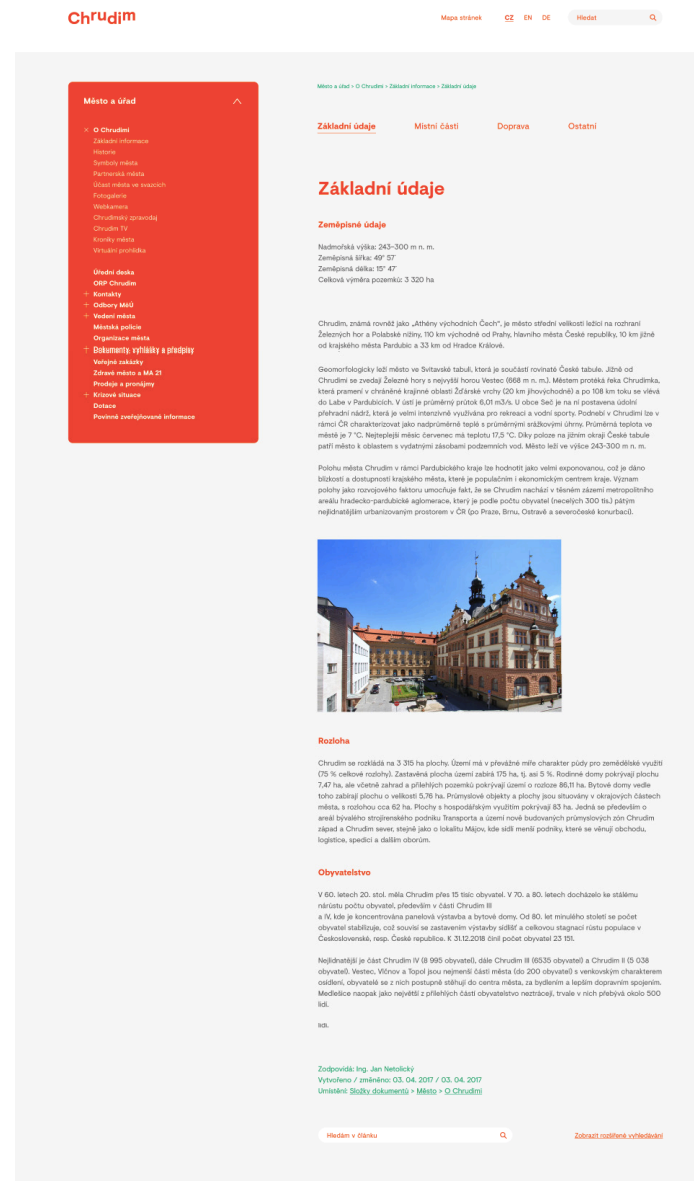 Chrudim
Mapa stránek
CZ EN DE
Hledat
Město a úřad
× O Chrudimi
Základní informace
Historie
Symboly města
Partnerská města
Účast města ve svazcích
Fotogalerie
Webkamera
Chrudimský zpravodaj
Chrudim TV
Kroniky města
Virtuální prohlídka
Úřední deska
ORP Chrudim
+ Kontakty
+ Odbory MěÚ
+ Vedení města
Městská policie
Organizace města
+ Dokumenty, vyhlášky a předpisy
Veřejné zakázky
Zdravé město a MA 21
Prodeje a pronájmy
+ Krizové situace
Dotace
Povinně zveřejňované informace
Město a úřad > O Chrudimi > Základní informace > Základní údaje
Základní údaje Místní části Doprava Ostatní
Základní údaje
Zeměpisné údaje
Nadmořská výška: 243–300 m n. m.
Zeměpisná šířka: 49° 57´
Zeměpisná délka: 15° 47´
Celková výměra pozemků: 3 320 ha
Chrudim, známá rovněž jako „Athény východních Čech“, je město střední velikosti ležící na rozhraní
Železných hor a Polabské nížiny, 110 km východně od Prahy, hlavního města České republiky, 10 km jižně
od krajského města Pardubic a 33 km od Hradce Králové.
Geomorfologicky leží město ve Svitavské tabuli, která je součástí rovinaté České tabule. Jižně od
Chrudimi se zvedají Železné hory s nejvyšší horou Vestec (668 m n. m.). Městem protéká řeka Chrudimka,
která pramení v chráněné krajinné oblasti Žďárské vrchy (20 km jihovýchodně) a po 108 km toku se vlévá
do Labe v Pardubicích. V ústí je průměrný průtok 6,01 m3/s. U obce Seč je na ní postavena údolní
přehradní nádrž, která je velmi intenzivně využívána pro rekreaci a vodní sporty. Podnebí v Chrudimi lze v
rámci ČR charakterizovat jako nadprůměrně teplé s průměrnými srážkovými úhrny. Průměrná teplota ve
městě je 7 °C. Nejteplejší měsíc červenec má teplotu 17,5 °C. Díky poloze na jižním okraji České tabule
patří město k oblastem s vydatnými zásobami podzemních vod. Město leží ve výšce 243-300 m n. m.
Polohu města Chrudim v rámci Pardubického kraje lze hodnotit jako velmi exponovanou, což je dáno
blízkostí a dostupností krajského města, které je populačním i ekonomickým centrem kraje. Význam
polohy jako rozvojového faktoru umocňuje fakt, že se Chrudim nachází v těsném zázemí metropolitního
areálu hradecko-pardubické aglomerace, který je podle počtu obyvatel (necelých 300 tis.) pátým
nejlidnatějším urbanizovaným prostorem v ČR (po Praze, Brnu, Ostravě a severočeské konurbaci).
Rozloha
Chrudim se rozkládá na 3 315 ha plochy. Území má v převážné míře charakter půdy pro zemědělské využití
(75 % celkové rozlohy). Zastavěná plocha území zabírá 175 ha, tj. asi 5 %. Rodinné domy pokrývají plochu
7,47 ha, ale včetně zahrad a přilehlých pozemků pokrývají území o rozloze 86,11 ha. Bytové domy vedle
toho zabírají plochu o velikosti 5,76 ha. Průmyslové objekty a plochy jsou situovány v okrajových částech
města, s rozlohou cca 62 ha. Plochy s hospodářským využitím pokrývají 83 ha. Jedná se především o
areál bývalého strojírenského podniku Transporta a území nově budovaných průmyslových zón Chrudim
západ a Chrudim sever, stejně jako o lokalitu Májov, kde sídlí menší podniky, které se věnují obchodu,
logistice, spedici a dalším oborům.
Obyvatelstvo
V 60. letech 20. stol. měla Chrudim přes 15 tisíc obyvatel. V 70. a 80. letech docházelo ke stálému
nárůstu počtu obyvatel, především v části Chrudim III
a IV, kde je koncentrována panelová výstavba a bytové domy. Od 80. let minulého století se počet
obyvatel stabilizuje, což souvisí se zastavením výstavby sídlišť a celkovou stagnací růstu populace v
Československé, resp. České republice. K 31.12.2018 činil počet obyvatel 23 151.
Nejlidnatější je část Chrudim IV (8 995 obyvatel), dále Chrudim III (6535 obyvatel) a Chrudim II (5 038
obyvatel). Vestec, Vlčnov a Topol jsou nejmenší části města (do 200 obyvatel) s venkovským charakterem
osídlení, obyvatelé se z nich postupně stěhují do centra města, za bydlením a lepším dopravním spojením.
Medlešice naopak jako největší z přilehlých částí obyvatelstvo neztrácejí, trvale v nich přebývá okolo 500
lidí.
lidí.
Zodpovídá: Ing. Jan Netolický
Vytvořeno / změněno: 03. 04. 2017 / 03. 04. 2017
Umístění: Složky dokumentů > Město > O Chrudimi
Hledám v článku
Zobrazit rozšířené vyhledávání